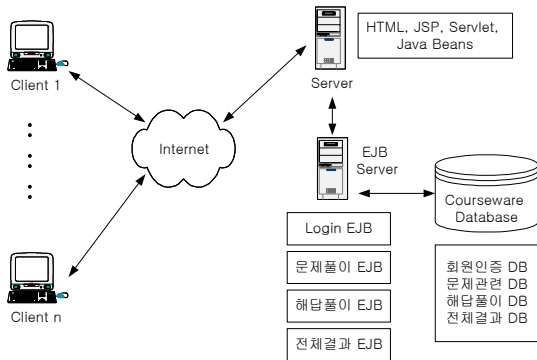 HTML, JSP, Servlet,
Java Beans
Client 1
Server
Internet
EJB
Server
Courseware
Database
Login EJB
문제풀이 EJB
해답풀이 EJB
전체결과 EJB
회원인증 DB
문제관련 DB
해답풀이 DB
전체결과 DB
Client n